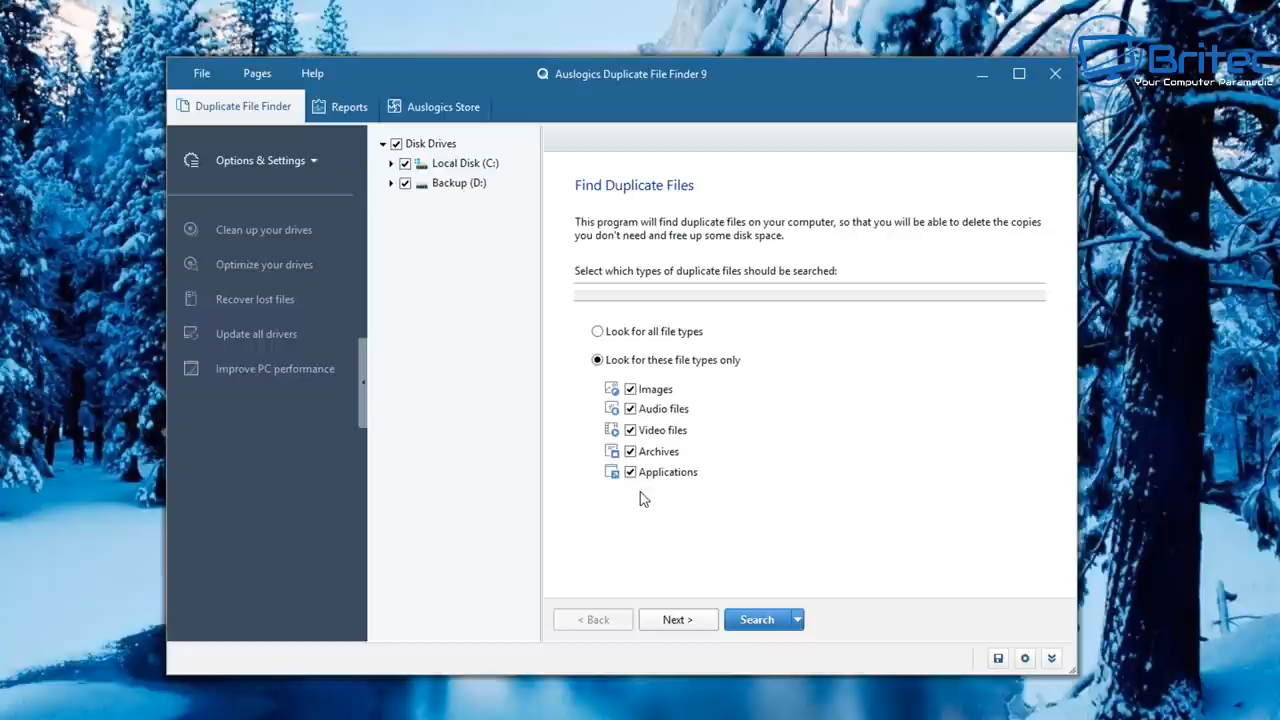 Britec
Your Computer Paramedic
File
Pages
Help
Auslogics Duplicate File Finder 9
Duplicate File Finder
Reports
Auslogics Store
Options & Settings
Clean up your drives
Optimize your drives
Recover lost files
Update all drivers
Improve PC performance
Disk Drives
Local Disk (C:)
Backup (D:)
Find Duplicate Files
This program will find duplicate files on your computer, so that you will be able to delete the copies
you don't need and free up some disk space.
Select which types of duplicate files should be searched:
Look for all file types
Look for these file types only
Images
Audio files
Video files
Archives
Applications
< Back
Next >
Search